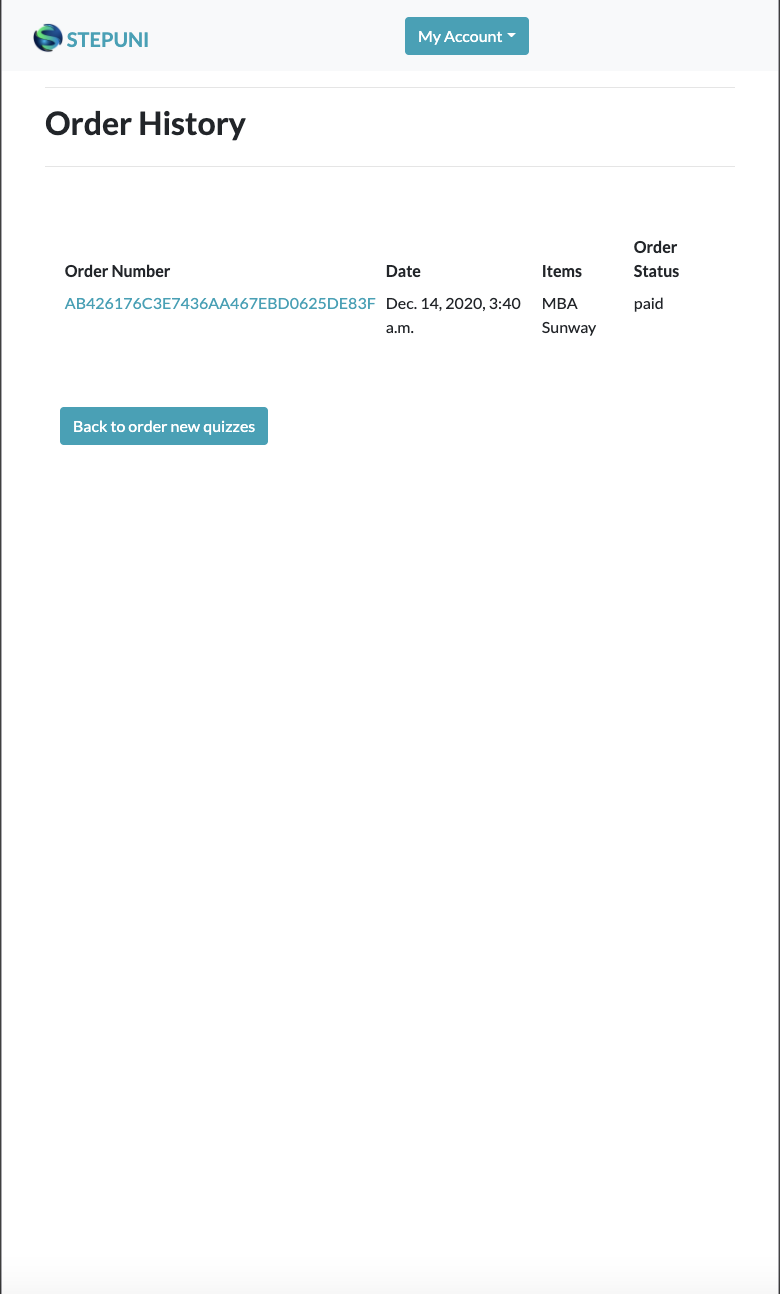 STEPUNI
My Account
Order History
Order Number Date Items Order Status
AB426176C3E7436AA467EBD0625DE83F Dec. 14, 2020, 3:40 a.m. MBA Sunway paid
Back to order new quizzes